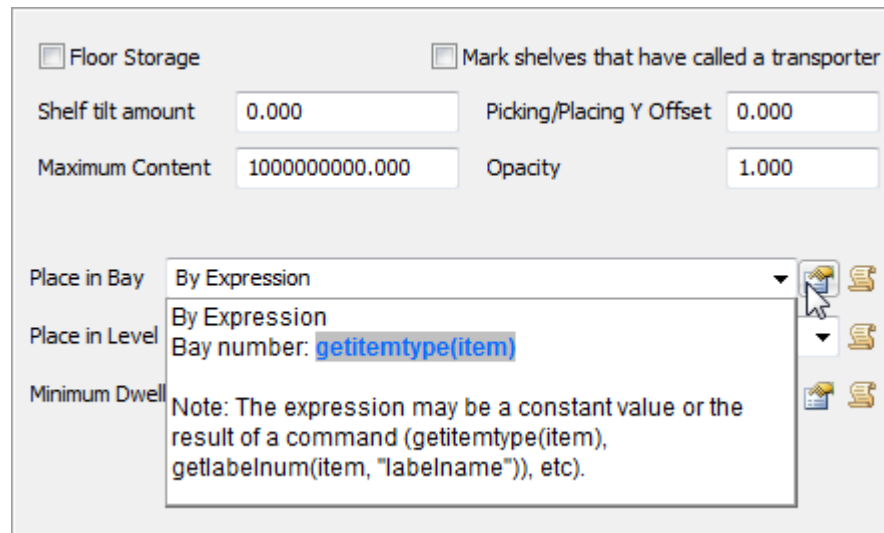 Floor Storage Mark shelves that have called a transporter
Shelf tilt amount 0.000 Picking/Placing Y Offset 0.000
Maximum Content 1000000000.000 Opacity 1.000
Place in Bay By Expression
By Expression
Place in Level Bay number: getitemtype(item)
Minimum Dwell
Note: The expression may be a constant value or the
result of a command (getitemtype(item),
getlabelnum(item, "labelname")), etc).